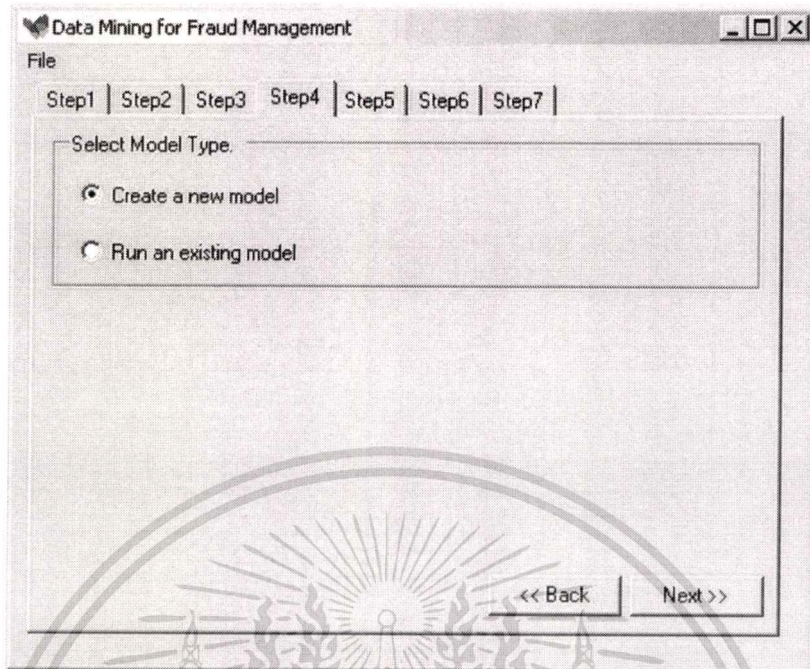 Data Mining for Fraud Management
File
Step1 Step2 Step3 Step4 Step5 Step6 Step7
Select Model Type.
Create a new model
Run an existing model
<< Back Next >>